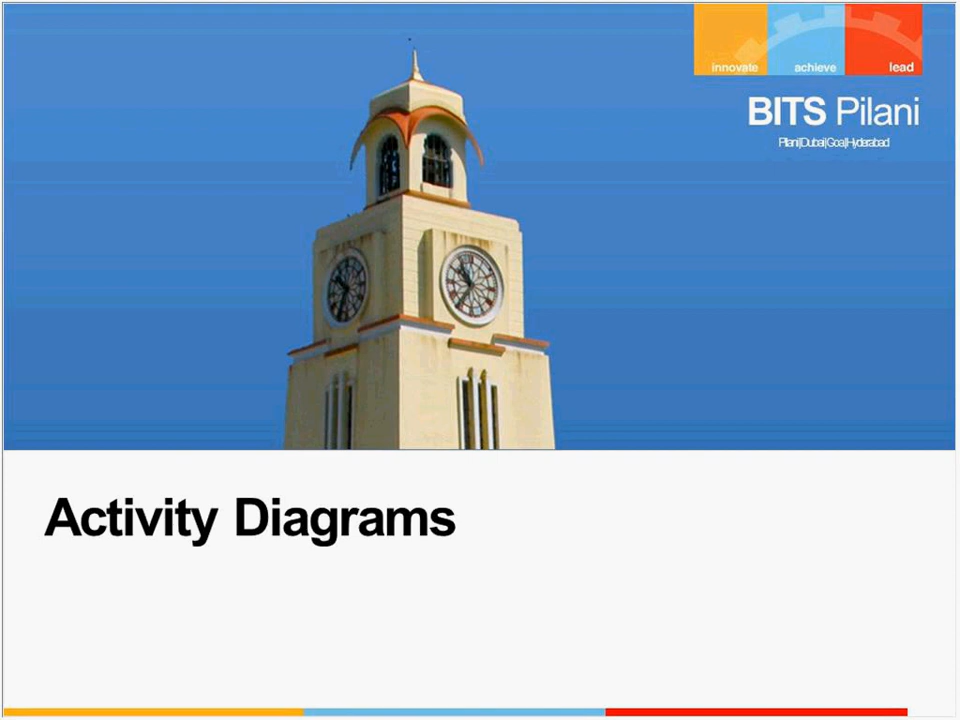 innovate achieve lead
BITS Pilani
Pilani|Dubai|Goa|Hyderabad
Activity Diagrams